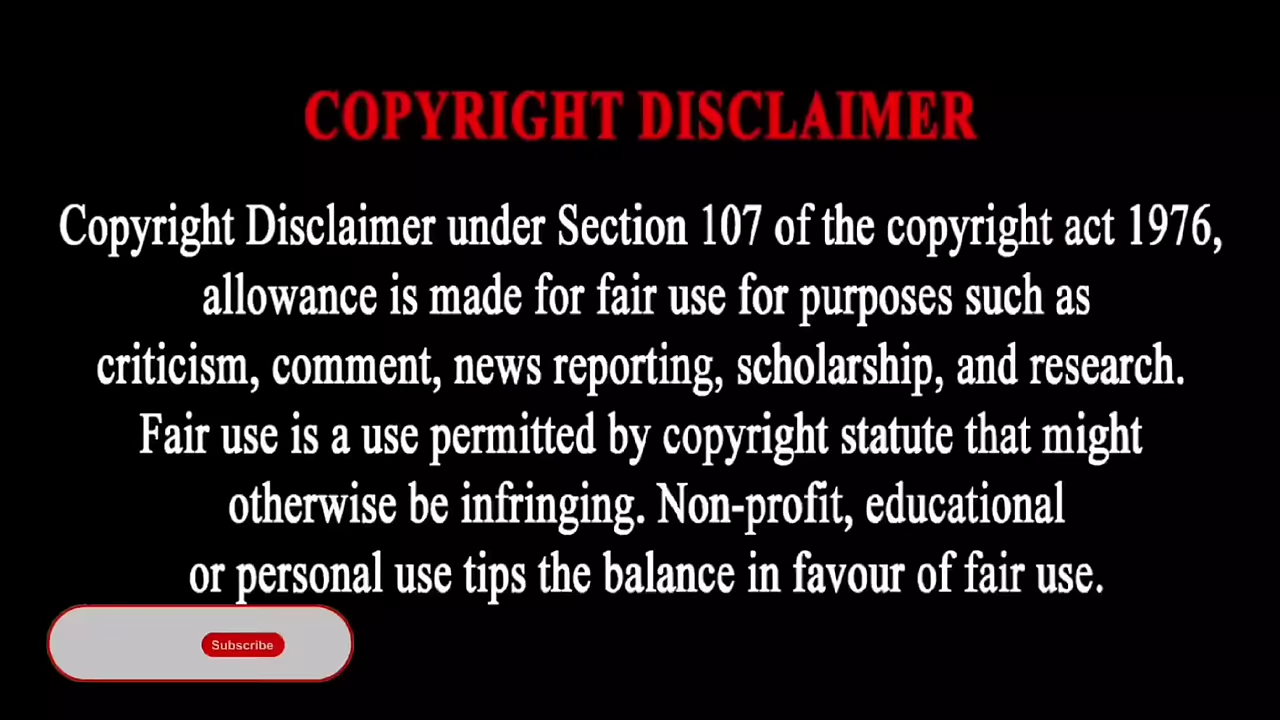 COPYRIGHT DISCLAIMER
Copyright Disclaimer under Section 107 of the copyright act 1976,
allowance is made for fair use for purposes such as
criticism, comment, news reporting, scholarship, and research.
Fair use is a use permitted by copyright statute that might
otherwise be infringing. Non-profit, educational
or personal use tips the balance in favour of fair use.
Subscribe